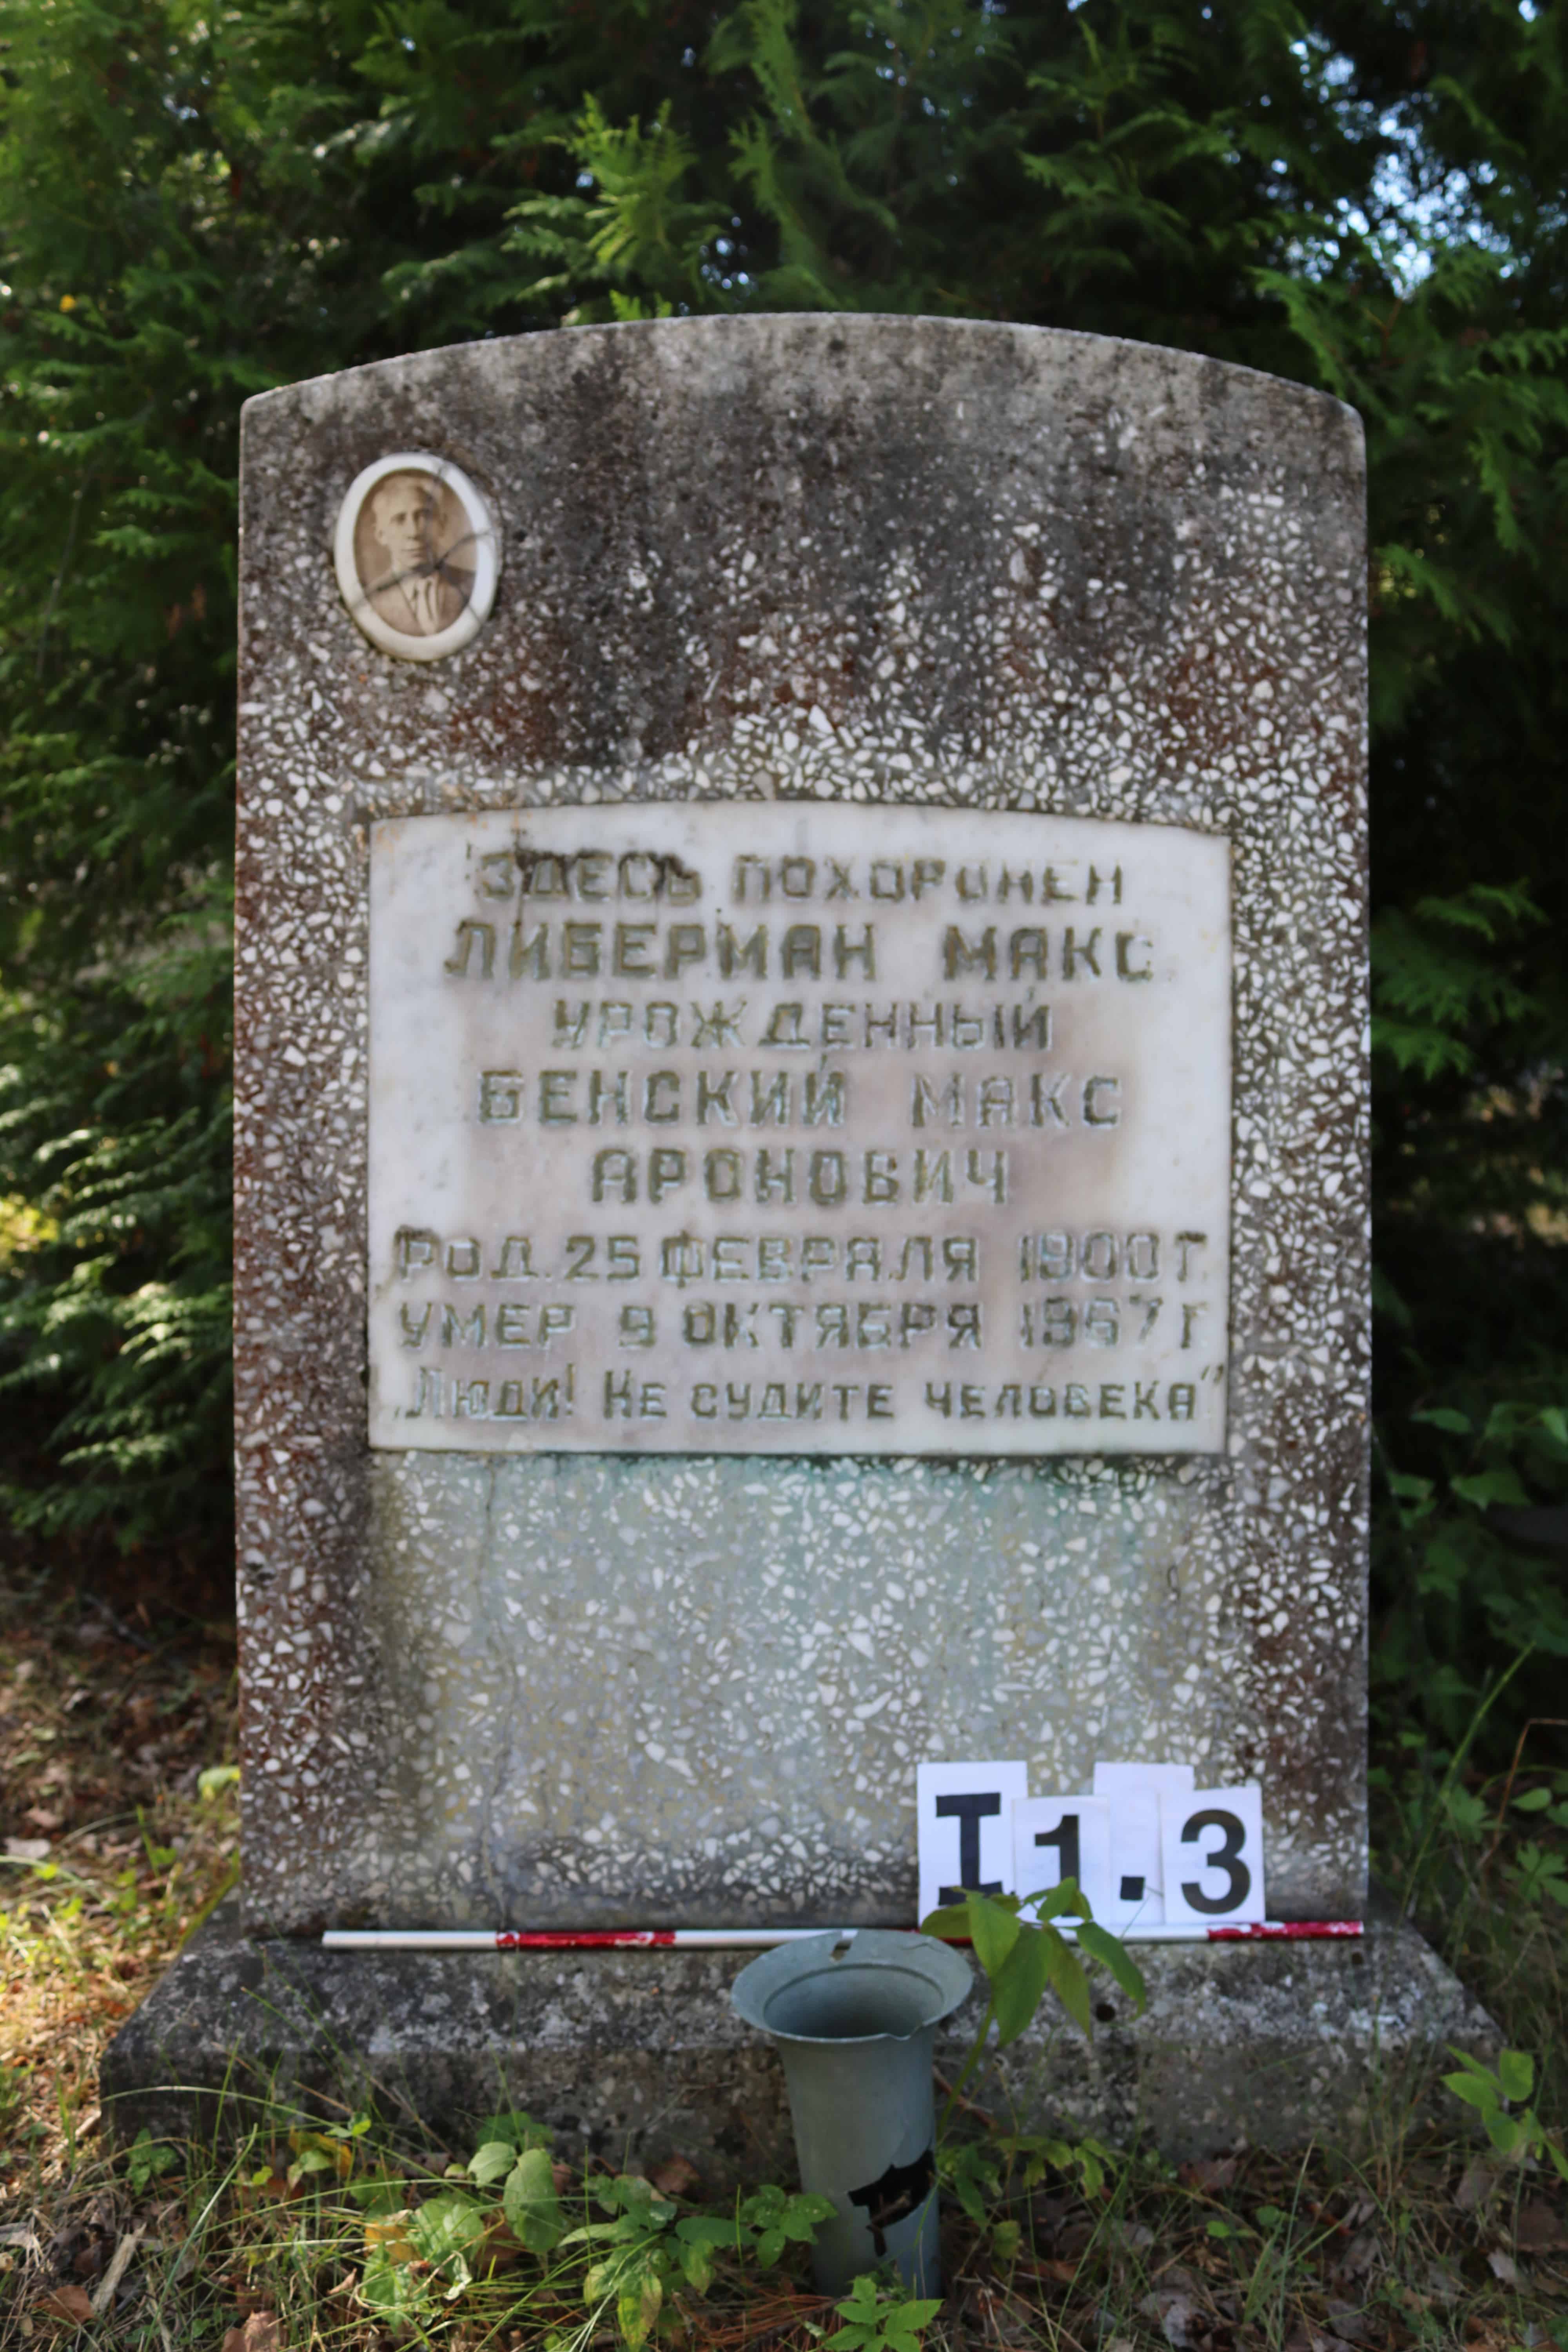 ЗДЕСЬ ПОХОРОНЕН
ЛИБЕРМАН МАКС
УРОЖДЕННЫЙ
БЕНСКИЙ МАКС
АРОНОВИЧ
РОД. 25 ФЕВРАЛЯ 1900 Г.
УМЕР 9 ОКТЯБРЯ 1967 Г.
„ЛЮДИ! НЕ СУДИТЕ ЧЕЛОВЕКА"
I 1.3